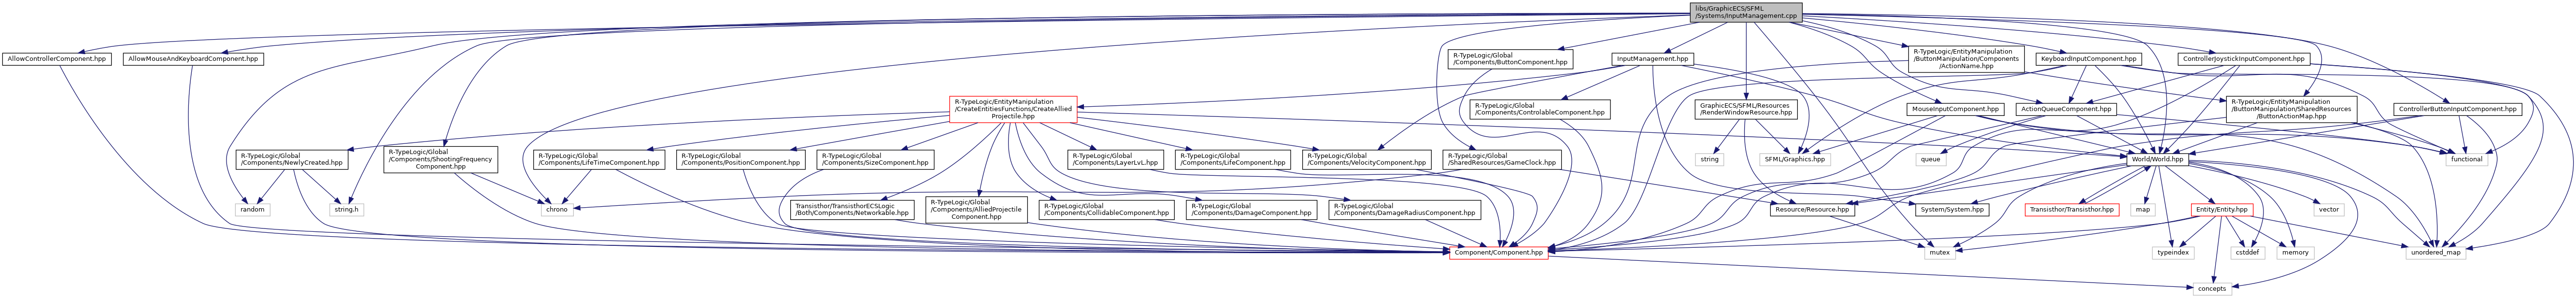 libs/GraphicECS/SFML
/Systems/InputManagement.cpp
AllowControllerComponent.hpp
AllowMouseAndKeyboardComponent.hpp
R-TypeLogic/Global
/Components/ButtonComponent.hpp
InputManagement.hpp
R-TypeLogic/EntityManipulation
/ButtonManipulation/Components
/ActionName.hpp
KeyboardInputComponent.hpp
ControllerJoystickInputComponent.hpp
R-TypeLogic/EntityManipulation
/CreateEntitiesFunctions/CreateAllied
Projectile.hpp
R-TypeLogic/Global
/Components/ControlableComponent.hpp
GraphicECS/SFML/Resources
/RenderWindowResource.hpp
MouseInputComponent.hpp
ActionQueueComponent.hpp
R-TypeLogic/EntityManipulation
/ButtonManipulation/SharedResources
/ButtonActionMap.hpp
ControllerButtonInputComponent.hpp
R-TypeLogic/Global
/Components/NewlyCreated.hpp
R-TypeLogic/Global
/Components/ShootingFrequency
Component.hpp
R-TypeLogic/Global
/Components/LifeTimeComponent.hpp
R-TypeLogic/Global
/Components/PositionComponent.hpp
R-TypeLogic/Global
/Components/SizeComponent.hpp
R-TypeLogic/Global
/Components/LayerLvL.hpp
R-TypeLogic/Global
/Components/LifeComponent.hpp
R-TypeLogic/Global
/Components/VelocityComponent.hpp
R-TypeLogic/Global
/SharedResources/GameClock.hpp
string
SFML/Graphics.hpp
queue
World/World.hpp
functional
random
string.h
chrono
Transisthor/TransisthorECSLogic
/Both/Components/Networkable.hpp
R-TypeLogic/Global
/Components/AlliedProjectile
Component.hpp
R-TypeLogic/Global
/Components/CollidableComponent.hpp
R-TypeLogic/Global
/Components/DamageComponent.hpp
R-TypeLogic/Global
/Components/DamageRadiusComponent.hpp
Resource/Resource.hpp
System/System.hpp
Transisthor/Transisthor.hpp
map
Entity/Entity.hpp
vector
Component/Component.hpp
mutex
typeindex
cstddef
memory
unordered_map
concepts